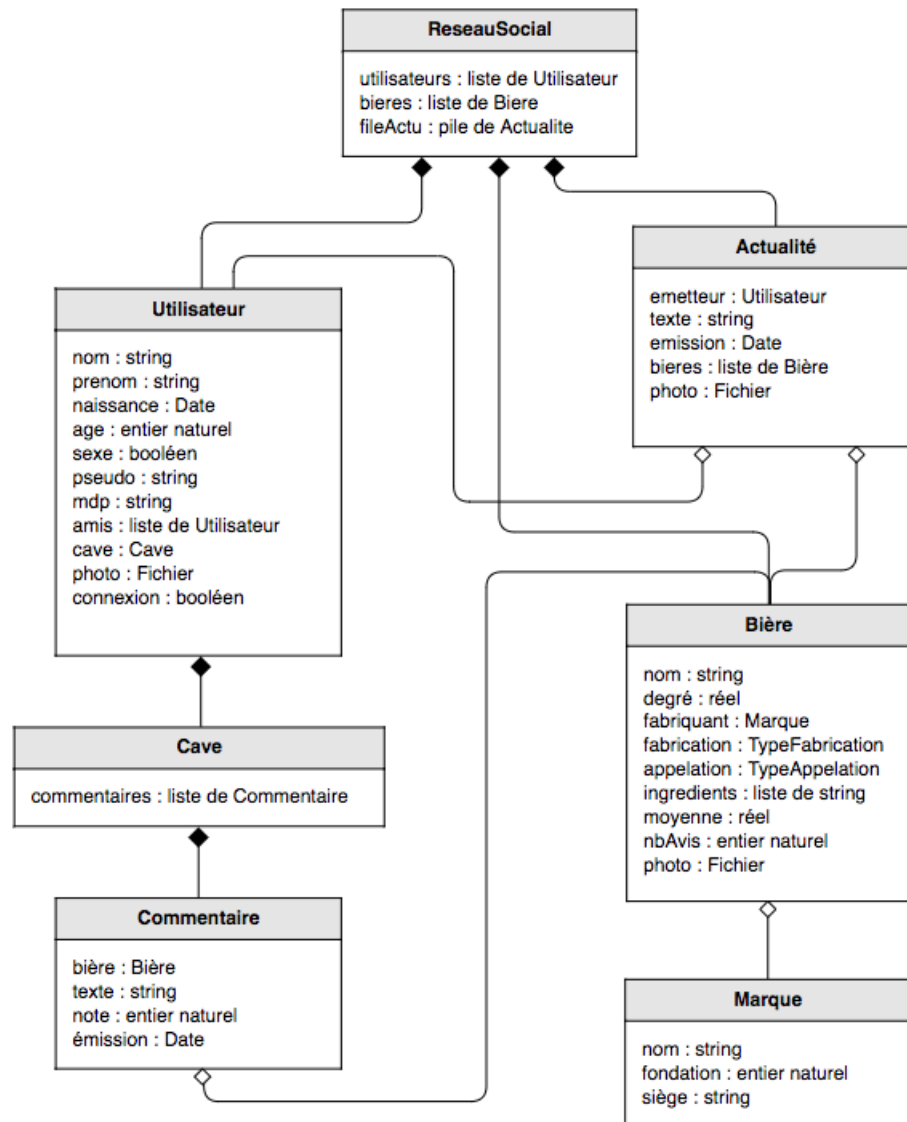 ReseauSocial
utilisateurs : liste de Utilisateur
bieres : liste de Biere
fileActu : pile de Actualite
Actualité
emetteur : Utilisateur
texte : string
emission : Date
bieres : liste de Bière
photo : Fichier
Utilisateur
nom : string
prenom : string
naissance : Date
age : entier naturel
sexe : booléen
pseudo : string
mdp : string
amis : liste de Utilisateur
cave : Cave
photo : Fichier
connexion : booléen
Bière
nom : string
degré : réel
fabriquant : Marque
fabrication : TypeFabrication
appelation : TypeAppelation
ingredients : liste de string
moyenne : réel
nbAvis : entier naturel
photo : Fichier
Cave
commentaires : liste de Commentaire
Commentaire
bière : Bière
texte : string
note : entier naturel
émission : Date
Marque
nom : string
fondation : entier naturel
siège : string